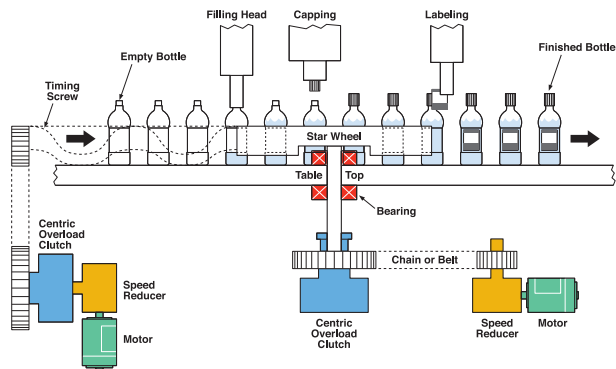 Filling Head
Capping
Labeling
Empty Bottle
Finished Bottle
Timing
Screw
Star Wheel
Table
Top
Bearing
Centric
Overload
Clutch
Chain or Belt
Speed
Reducer
Motor
Centric
Overload
Clutch
Speed
Reducer
Motor